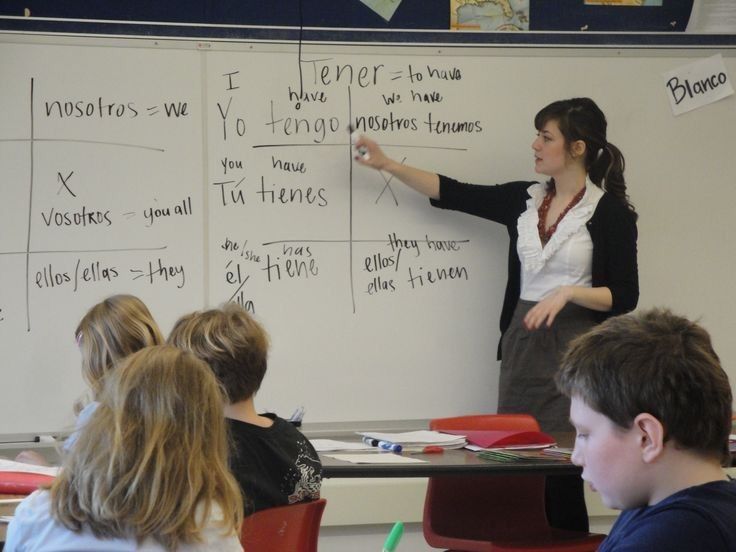 nosotros = we
X
vosotros = you all
ellos/ellas = they
Tener = to have
I have
Yo tengo
we have
nosotros tenemos
you have
Tú tienes
X
he/she has
él/ella tiene
they have
ellos/
ellas tienen
Blanco